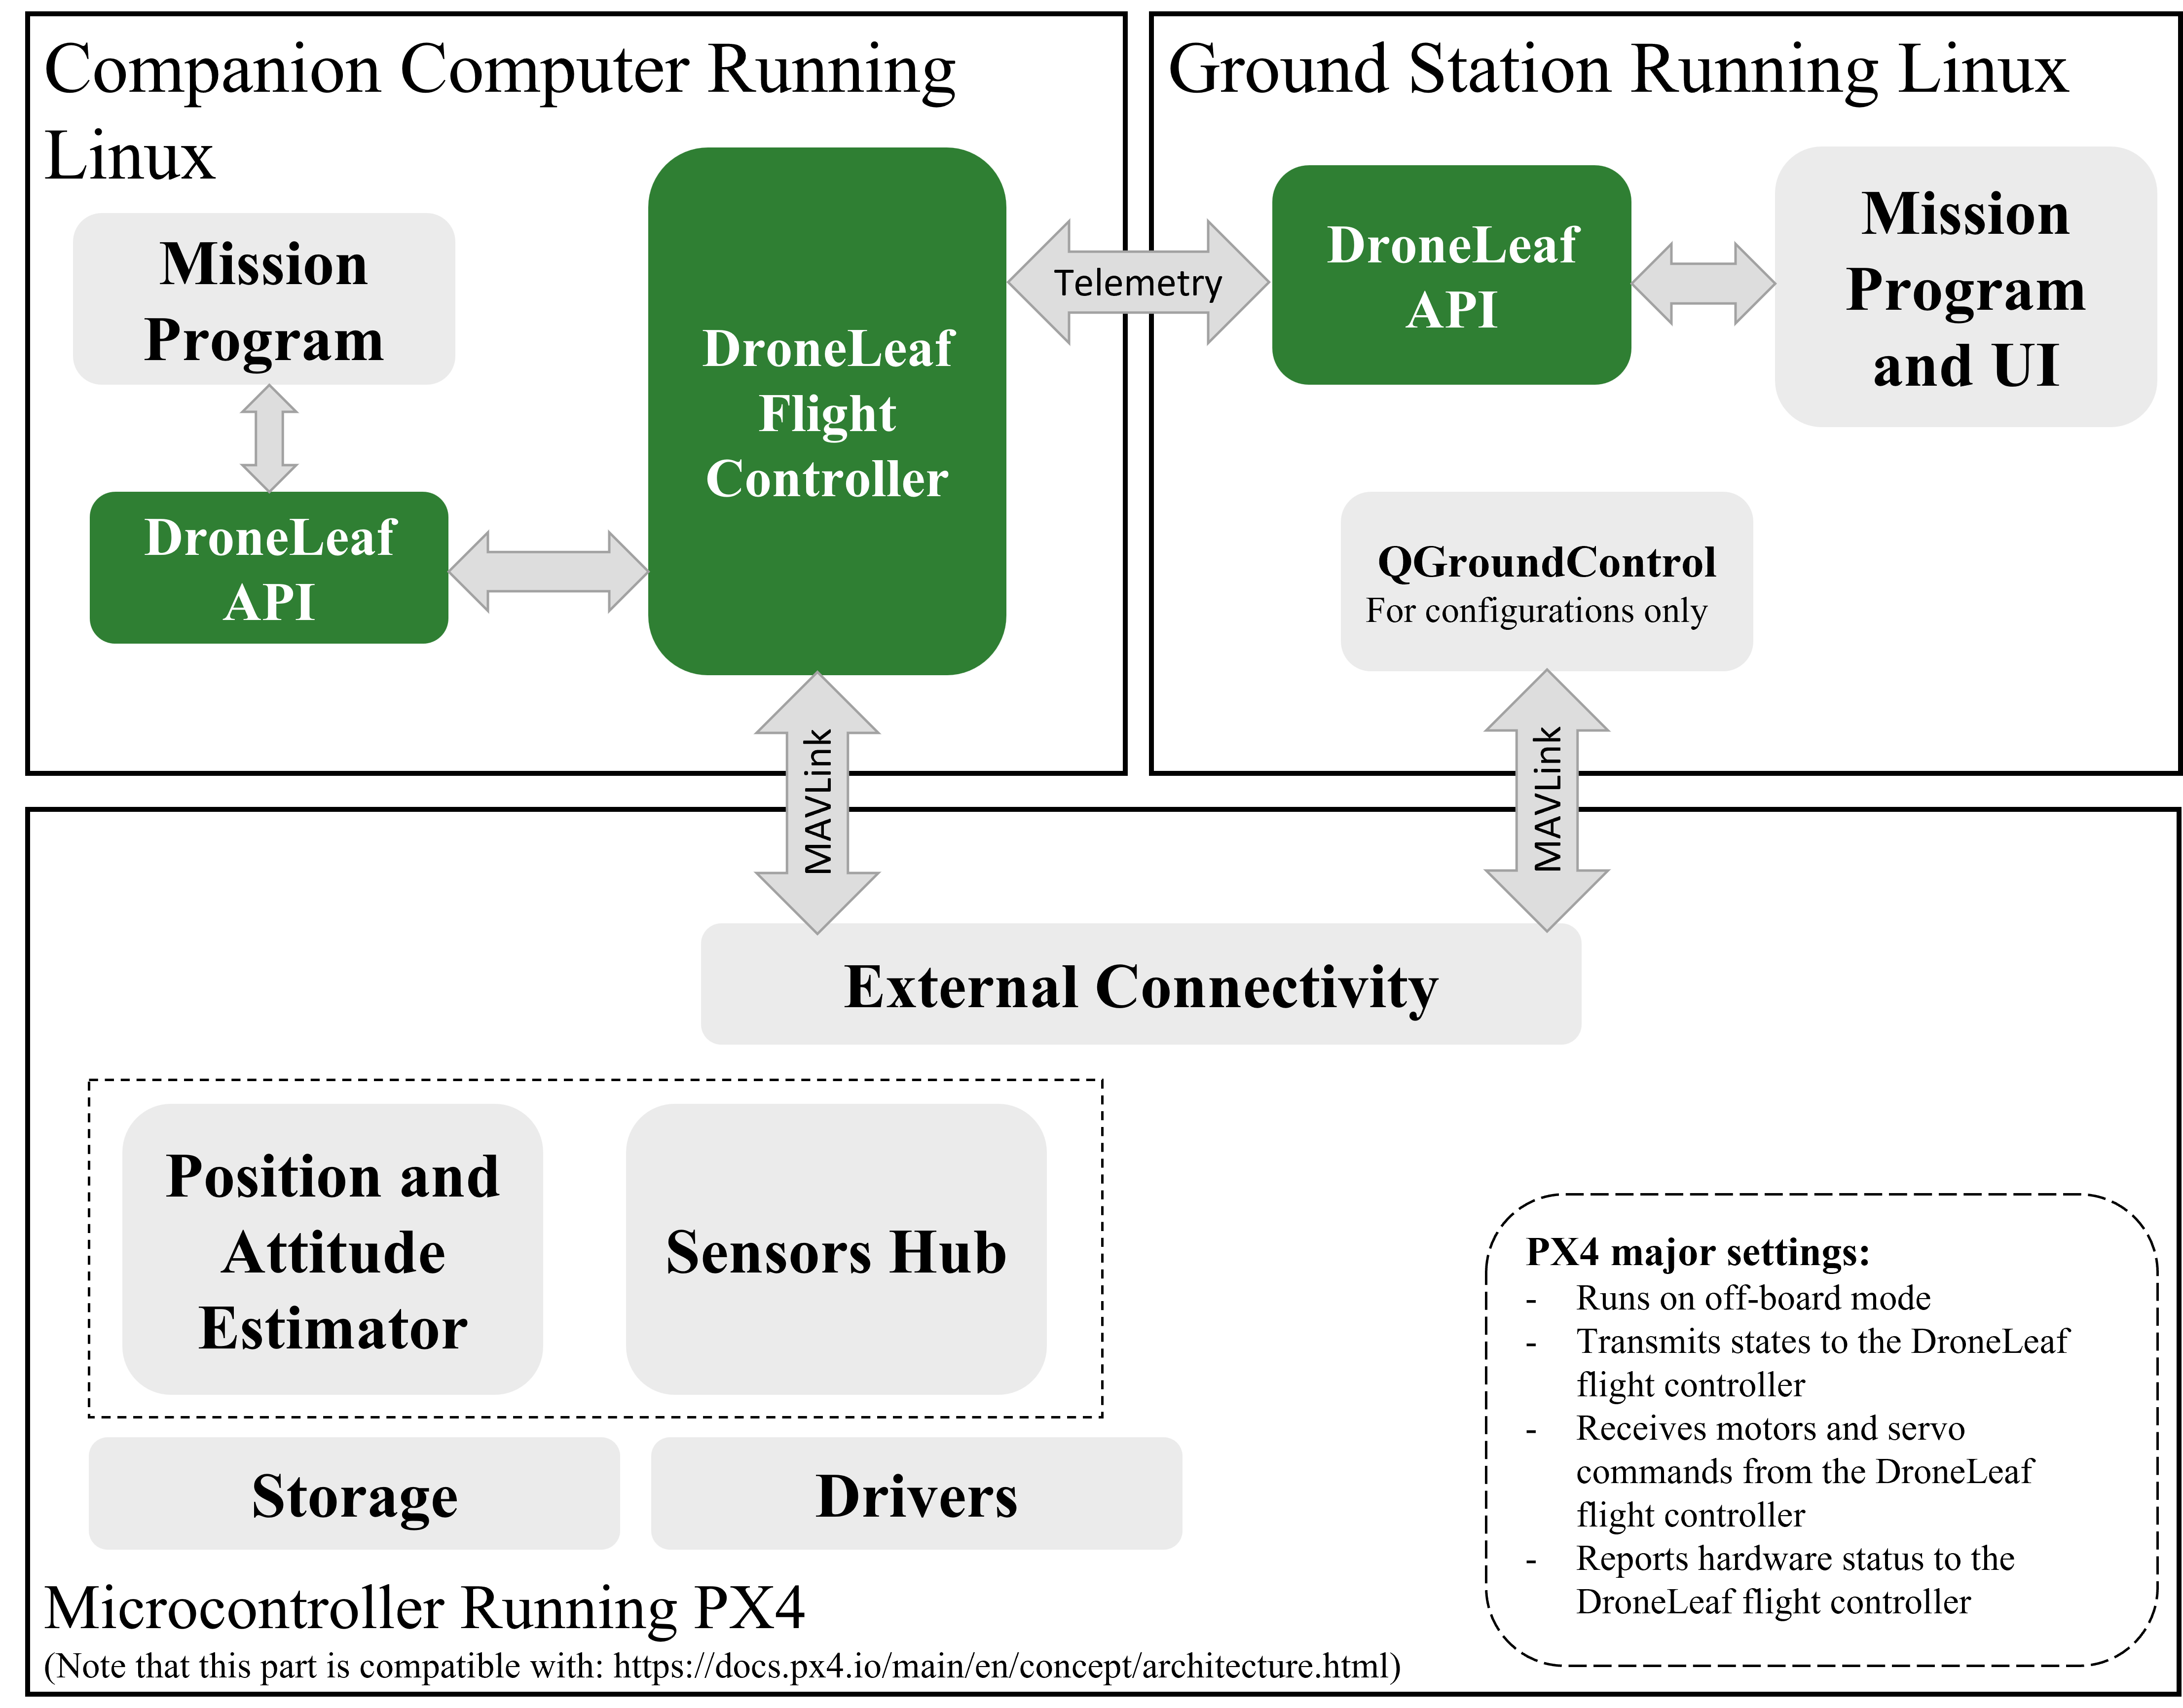 Companion Computer Running
Linux
Mission
Program
DroneLeaf
API
DroneLeaf
Flight
Controller
Telemetry
Ground Station Running Linux
DroneLeaf
API
Mission
Program
and UI
QGroundControl
For configurations only
MAVLink
MAVLink
External Connectivity
Position and
Attitude
Estimator
Sensors Hub
Storage
Drivers
PX4 major settings:
- Runs on off-board mode
- Transmits states to the DroneLeaf
flight controller
- Receives motors and servo
commands from the DroneLeaf
flight controller
- Reports hardware status to the
DroneLeaf flight controller
Microcontroller Running PX4
(Note that this part is compatible with: https://docs.px4.io/main/en/concept/architecture.html)